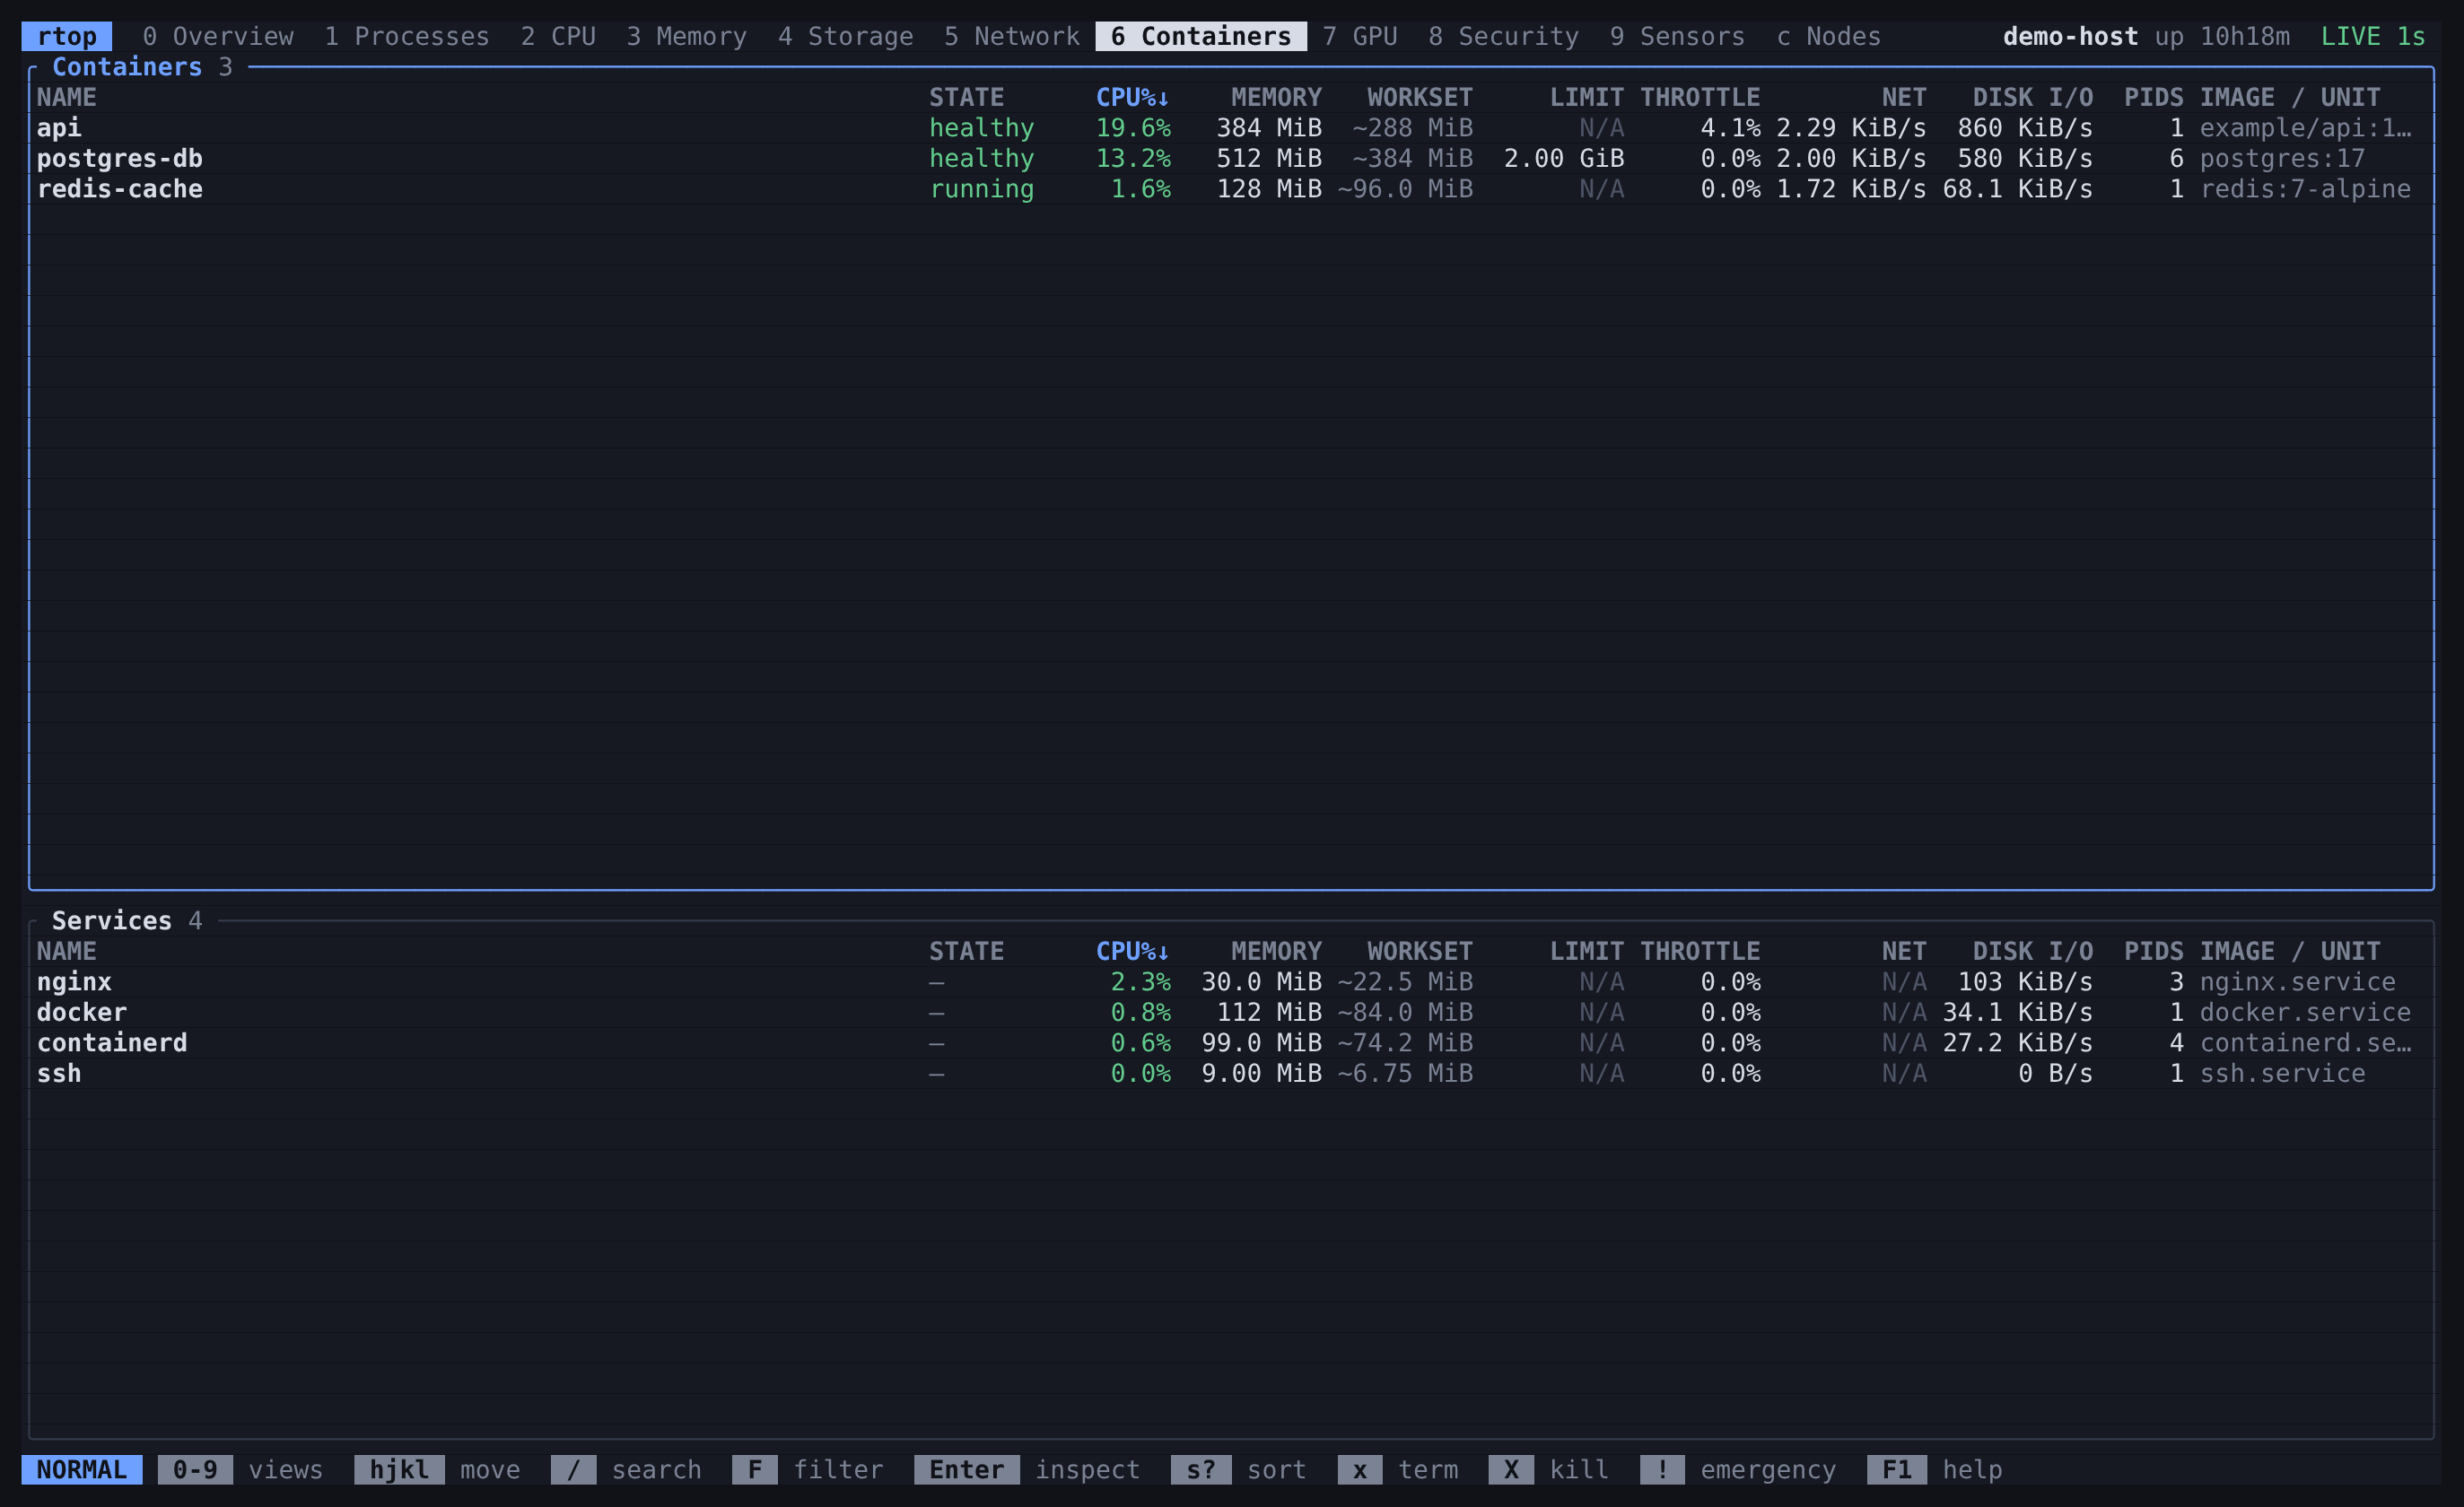 rtop 0 Overview 1 Processes 2 CPU 3 Memory 4 Storage 5 Network 6 Containers 7 GPU 8 Security 9 Sensors c Nodes demo-host up 10h18m LIVE 1s
Containers 3
NAME STATE CPU%↓ MEMORY WORKSET LIMIT THROTTLE NET DISK I/O PIDS IMAGE / UNIT
api healthy 19.6% 384 MiB ~288 MiB N/A 4.1% 2.29 KiB/s 860 KiB/s 1 example/api:1…
postgres-db healthy 13.2% 512 MiB ~384 MiB 2.00 GiB 0.0% 2.00 KiB/s 580 KiB/s 6 postgres:17
redis-cache running 1.6% 128 MiB ~96.0 MiB N/A 0.0% 1.72 KiB/s 68.1 KiB/s 1 redis:7-alpine
Services 4
NAME STATE CPU%↓ MEMORY WORKSET LIMIT THROTTLE NET DISK I/O PIDS IMAGE / UNIT
nginx — 2.3% 30.0 MiB ~22.5 MiB N/A 0.0% N/A 103 KiB/s 3 nginx.service
docker — 0.8% 112 MiB ~84.0 MiB N/A 0.0% N/A 34.1 KiB/s 1 docker.service
containerd — 0.6% 99.0 MiB ~74.2 MiB N/A 0.0% N/A 27.2 KiB/s 4 containerd.se…
ssh — 0.0% 9.00 MiB ~6.75 MiB N/A 0.0% N/A 0 B/s 1 ssh.service
NORMAL 0-9 views hjkl move / search F filter Enter inspect s? sort x term X kill ! emergency F1 help